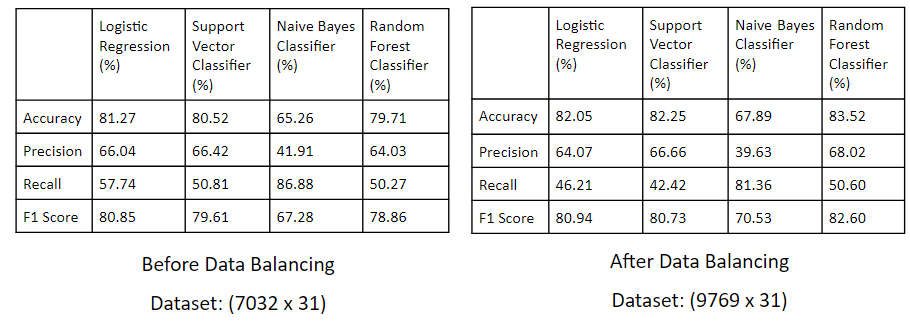 Logistic Regression (%) Support Vector Classifier (%) Naive Bayes Classifier (%) Random Forest Classifier (%)
Accuracy 81.27 80.52 65.26 79.71
Precision 66.04 66.42 41.91 64.03
Recall 57.74 50.81 86.88 50.27
F1 Score 80.85 79.61 67.28 78.86
Before Data Balancing
Dataset: (7032 x 31)
Logistic Regression (%) Support Vector Classifier (%) Naive Bayes Classifier (%) Random Forest Classifier (%)
Accuracy 82.05 82.25 67.89 83.52
Precision 64.07 66.66 39.63 68.02
Recall 46.21 42.42 81.36 50.60
F1 Score 80.94 80.73 70.53 82.60
After Data Balancing
Dataset: (9769 x 31)